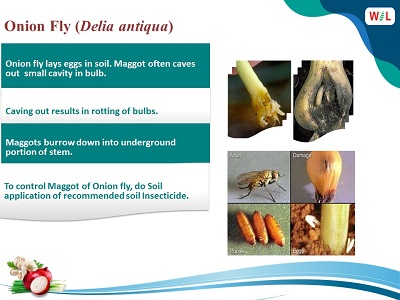 Onion Fly (Delia antiqua)
WIL
Onion fly lays eggs in soil. Maggot often caves
out small cavity in bulb.
Caving out results in rotting of bulbs.
Maggots burrow down into underground
portion of stem.
To control Maggot of Onion fly, do Soil
application of recommended soil Insecticide.
Adult
Damage
Pupae
Eggs